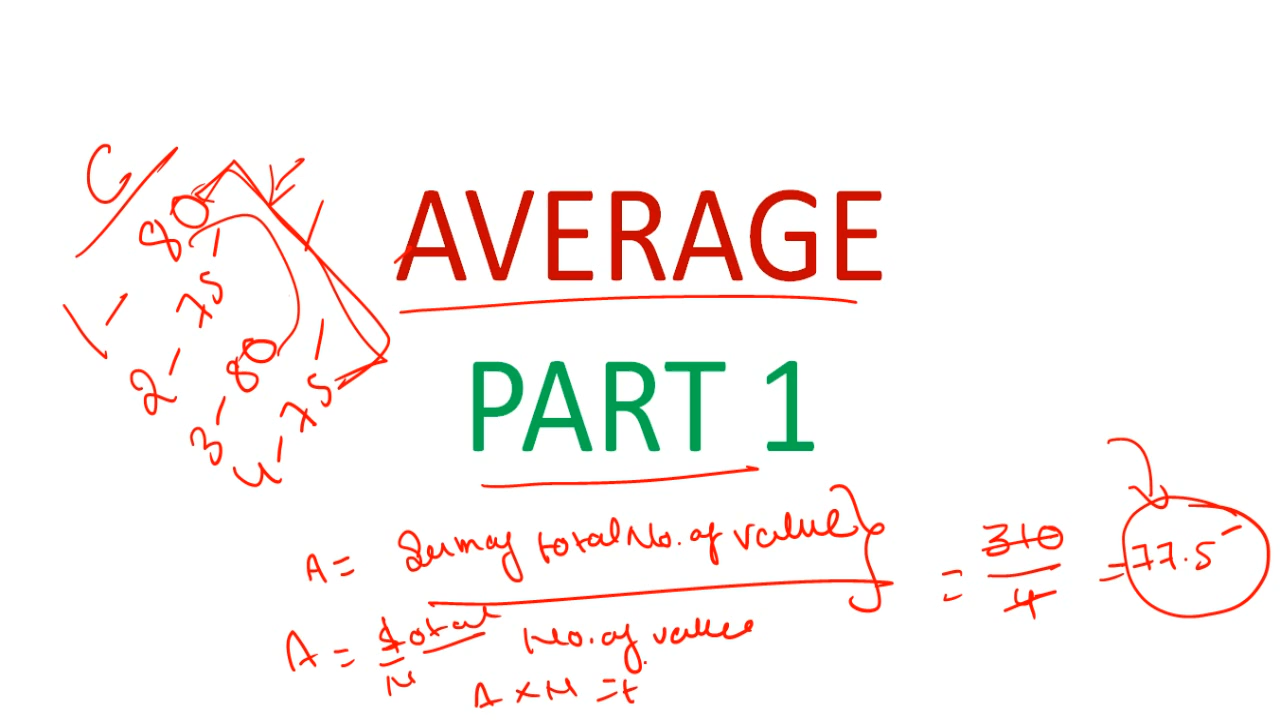 AVERAGE
PART 1
C
1 - 80
2 - 75
3 - 80
4 - 75
A = Sum of total No. of value
No. of value
= 310
4
= 77.5
A = total
N
A × N = t